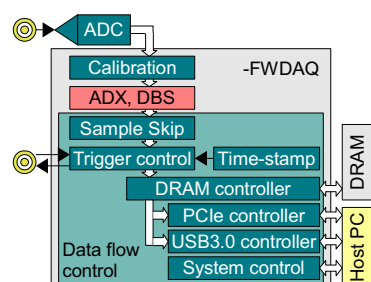 ADC
Calibration
-FWDAQ
ADX, DBS
Sample Skip
Trigger control
Time-stamp
DRAM
DRAM controller
PCIe controller
USB3.0 controller
Host PC
Data flow
control
System control